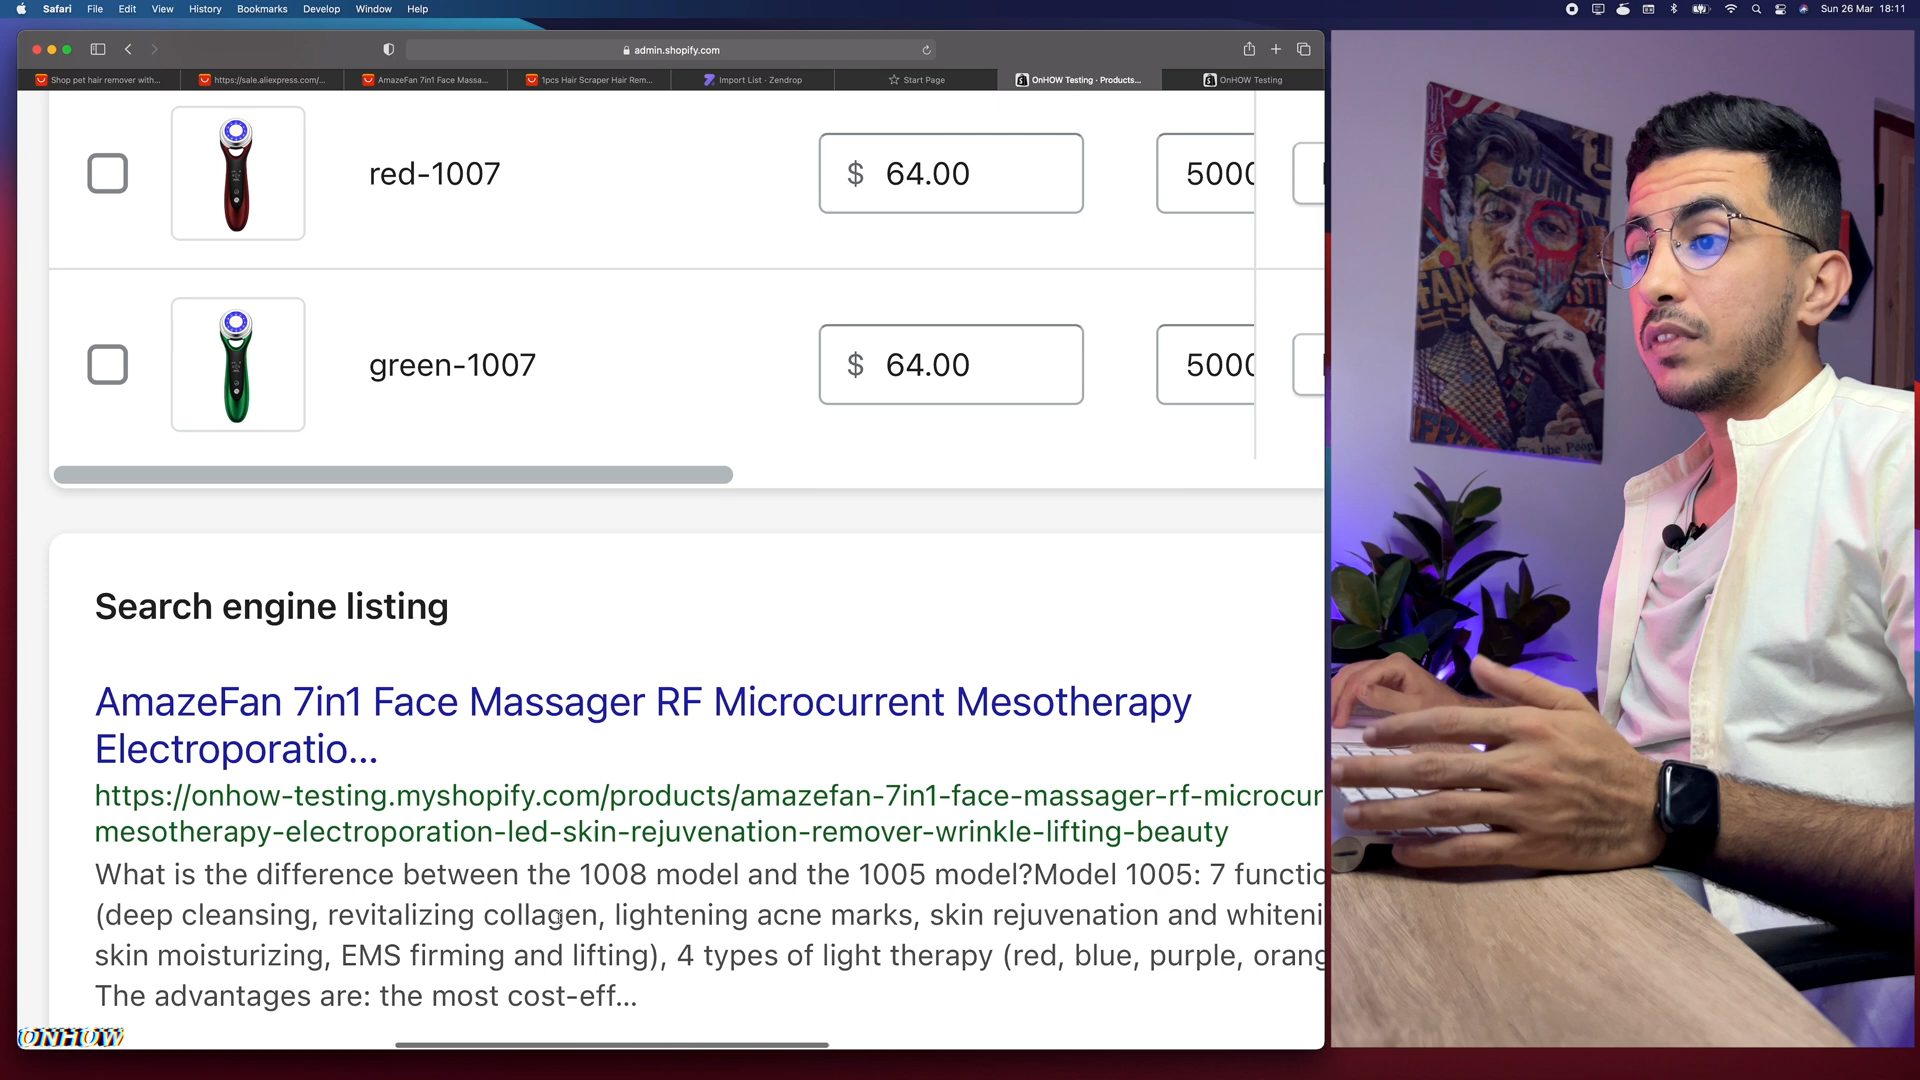 Safari File Edit View History Bookmarks Develop Window Help
Sun 26 Mar 18:11
admin.shopify.com
Shop pet hair remover with...
https://sale.aliexpress.com/...
AmazeFan 7in1 Face Massa...
1pcs Hair Scraper Hair Rem...
Import List · Zendrop
Start Page
OnHOW Testing · Products...
OnHOW Testing
red-1007
$ 64.00
5000
green-1007
$ 64.00
5000
Search engine listing
AmazeFan 7in1 Face Massager RF Microcurrent Mesotherapy
Electroporatio...
https://onhow-testing.myshopify.com/products/amazefan-7in1-face-massager-rf-microcur
mesotherapy-electroporation-led-skin-rejuvenation-remover-wrinkle-lifting-beauty
What is the difference between the 1008 model and the 1005 model?Model 1005: 7 functio
(deep cleansing, revitalizing collagen, lightening acne marks, skin rejuvenation and whiteni
skin moisturizing, EMS firming and lifting), 4 types of light therapy (red, blue, purple, orang
The advantages are: the most cost-eff...
ONHOW
COME
FAN
To the People